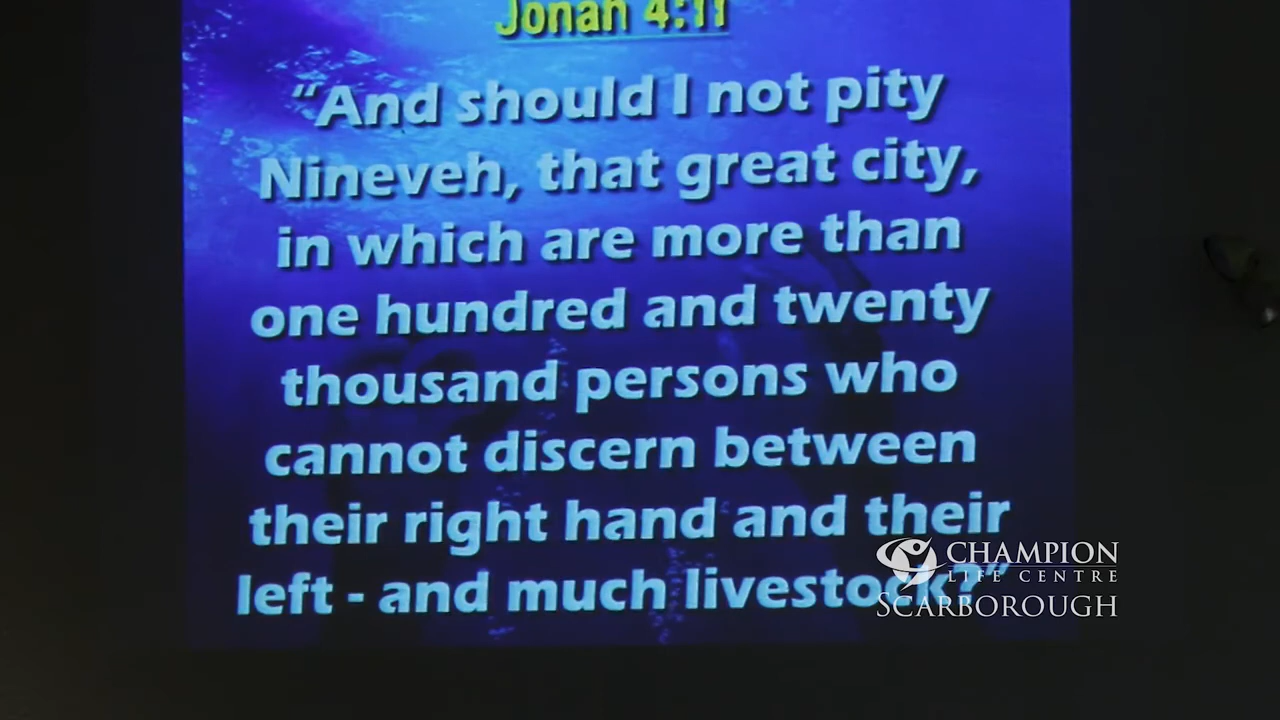 Jonah 4:11
“And should I not pity
Nineveh, that great city,
in which are more than
one hundred and twenty
thousand persons who
cannot discern between
their right hand and their
left - and much livestock?”
CHAMPION
LIFE CENTRE
SCARBOROUGH